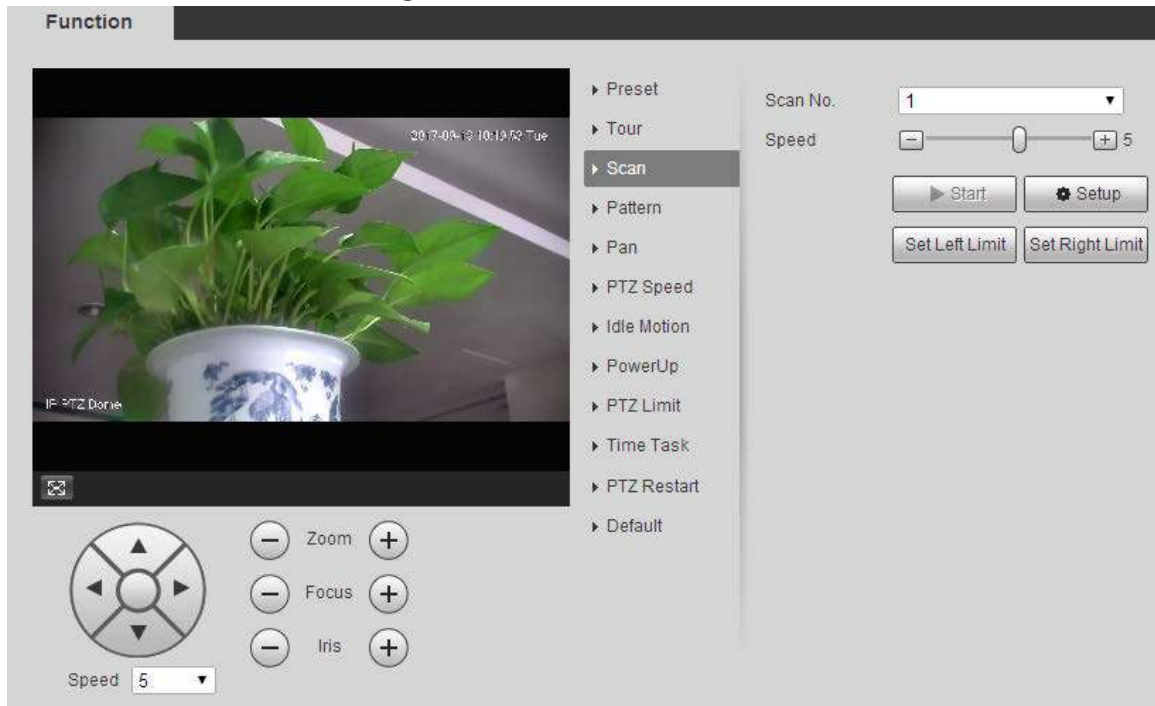 Function
2017-09-19 10:19:52 Tue
IP PTZ Dome
Zoom
Focus
Iris
Speed 5
Preset
Tour
Scan
Pattern
Pan
PTZ Speed
Idle Motion
PowerUp
PTZ Limit
Time Task
PTZ Restart
Default
Scan No. 1
Speed 5
Start Setup
Set Left Limit Set Right Limit